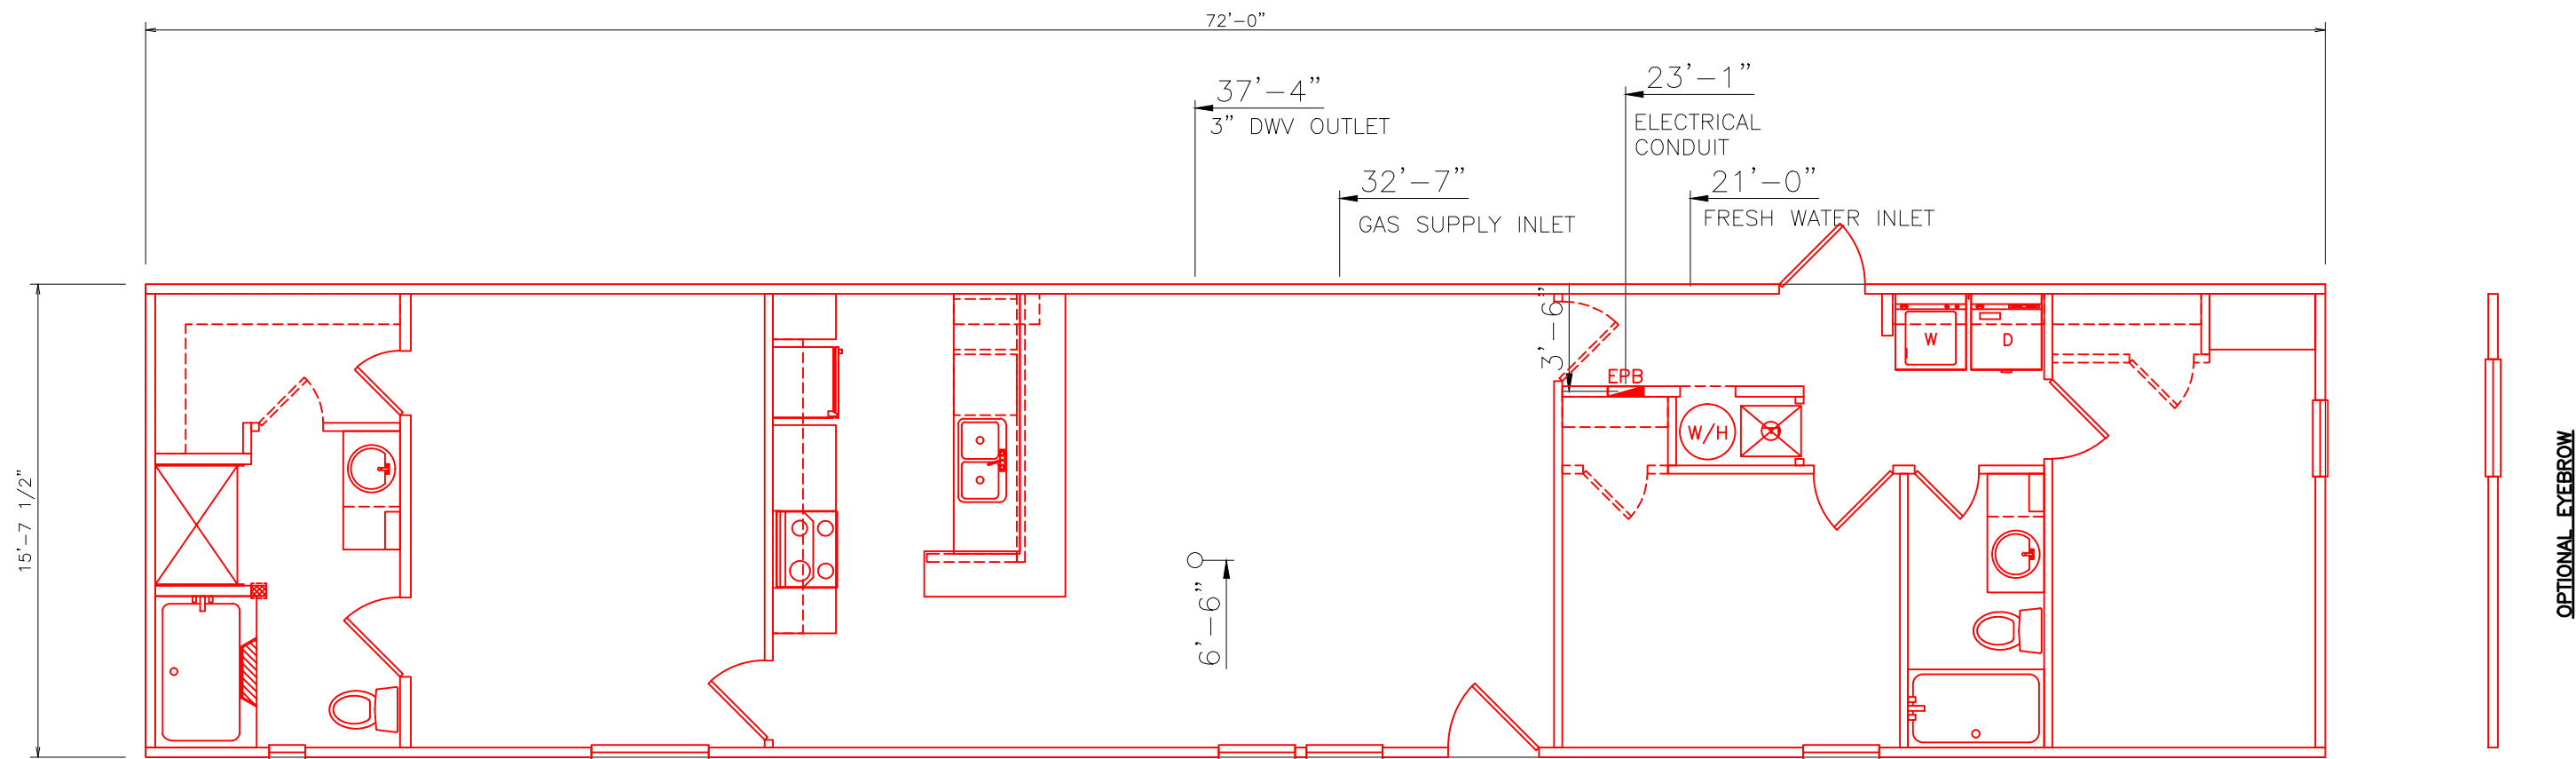 72'-0"
37'-4"
3" DWV OUTLET
23'-1"
ELECTRICAL
CONDUIT
32'-7"
GAS SUPPLY INLET
21'-0"
FRESH WATER INLET
3'-6"
W
D
EPB
W/H
15'-7 1/2"
6'-6"
OPTIONAL EYEBROW